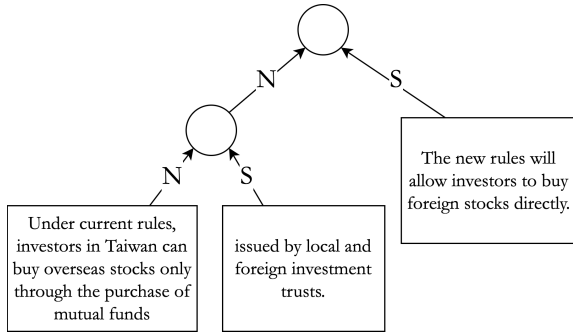 N
S
N
S
The new rules will
allow investors to buy
foreign stocks directly.
Under current rules,
investors in Taiwan can
buy overseas stocks only
through the purchase of
mutual funds
issued by local and
foreign investment
trusts.